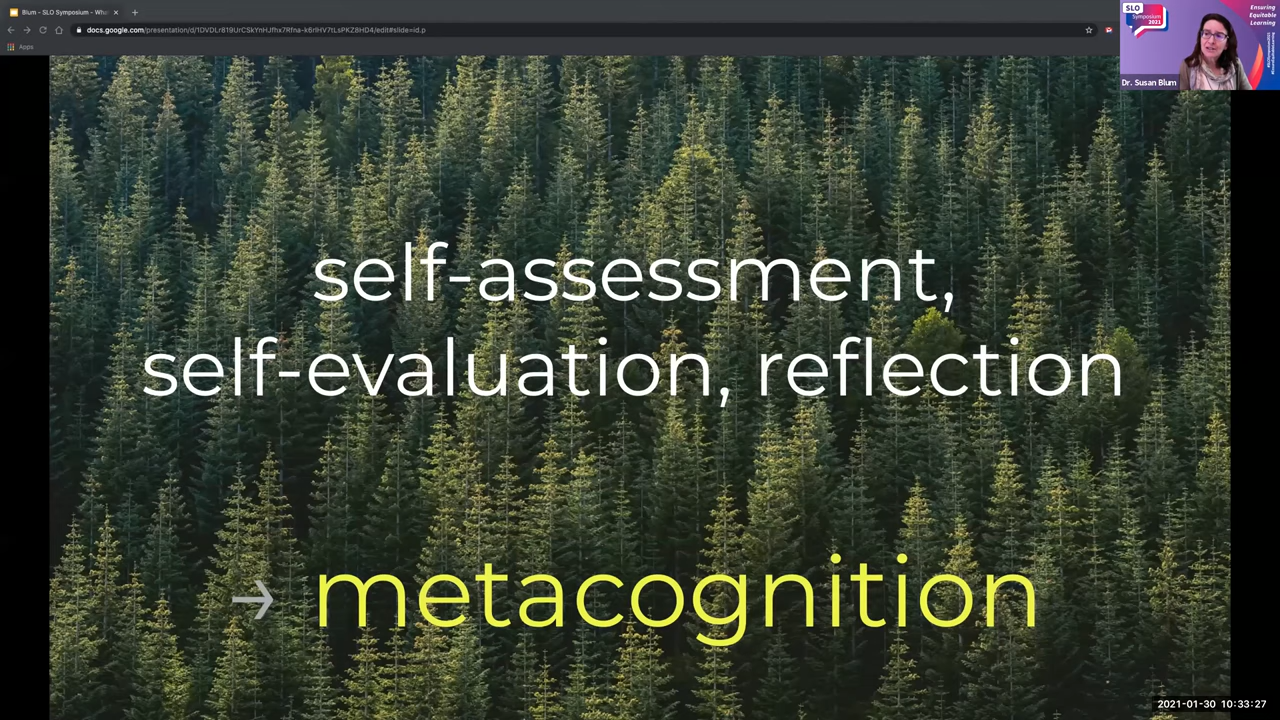 Blum – SLO Symposium – Wha
docs.google.com/presentation/d/1DVDLr819UrCSkYnHJfhx7Rfna-k6rIHV7tLsPKZ8HD4/edit#slide=id.p
Apps
SLO
Symposium
2021
Ensuring
Equitable
Learning
Dr. Susan Blum
self-assessment,
self-evaluation, reflection
→ metacognition
2021-01-30 10:33:27